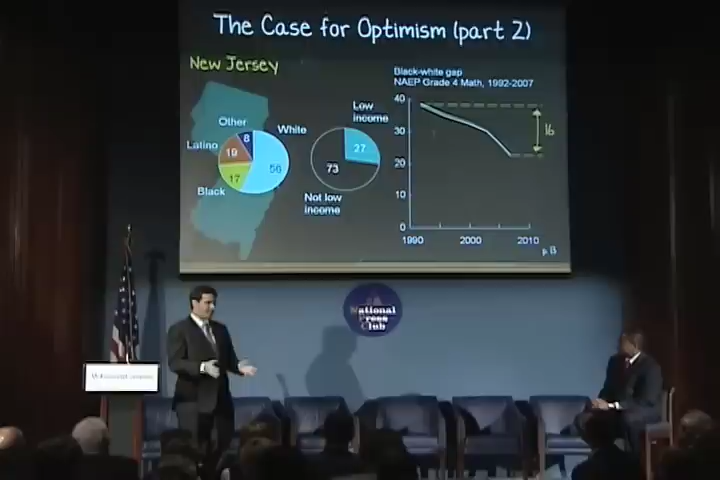 The Case for Optimism (part 2)
New Jersey
Other
White
Latino
Black
8
19
17
56
Low
income
27
73
Not low
income
Black-white gap
NAEP Grade 4 Math, 1992-2007
40
30
20
10
0
1990
2000
2010
16
p. 13
National
Press
Club